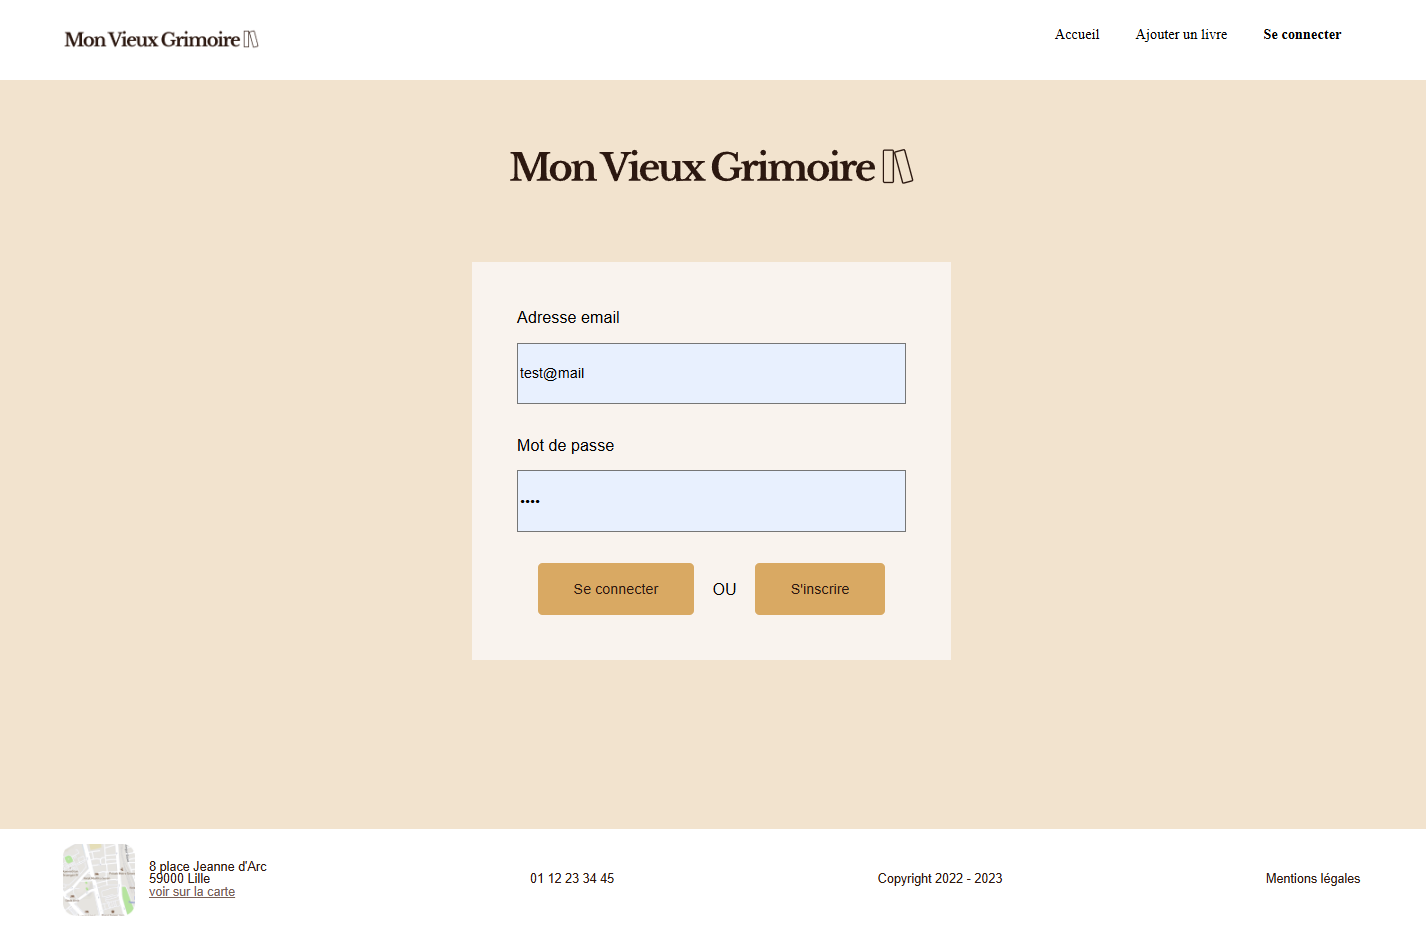 Mon Vieux Grimoire
Accueil
Ajouter un livre
Se connecter
Mon Vieux Grimoire
Adresse email
test@mail
Mot de passe
••••
Se connecter
OU
S'inscrire
8 place Jeanne d'Arc
59000 Lille
voir sur la carte
01 12 23 34 45
Copyright 2022 - 2023
Mentions légales